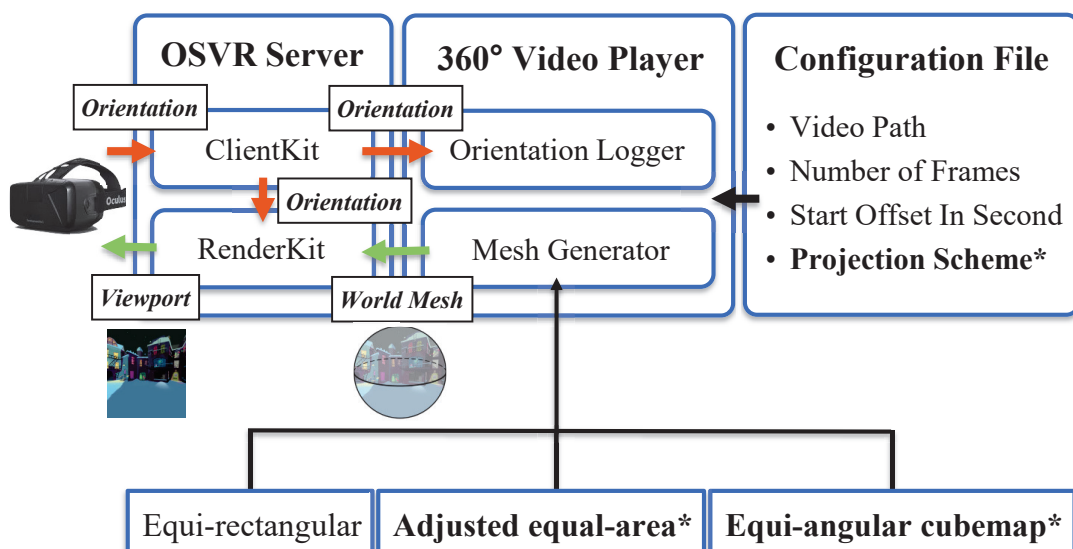 OSVR Server
360° Video Player
Configuration File
Orientation
Orientation
ClientKit
Orientation Logger
Orientation
RenderKit
Mesh Generator
Viewport
World Mesh
Oculus
• Video Path
• Number of Frames
• Start Offset In Second
• Projection Scheme*
Equi-rectangular
Adjusted equal-area*
Equi-angular cubemap*